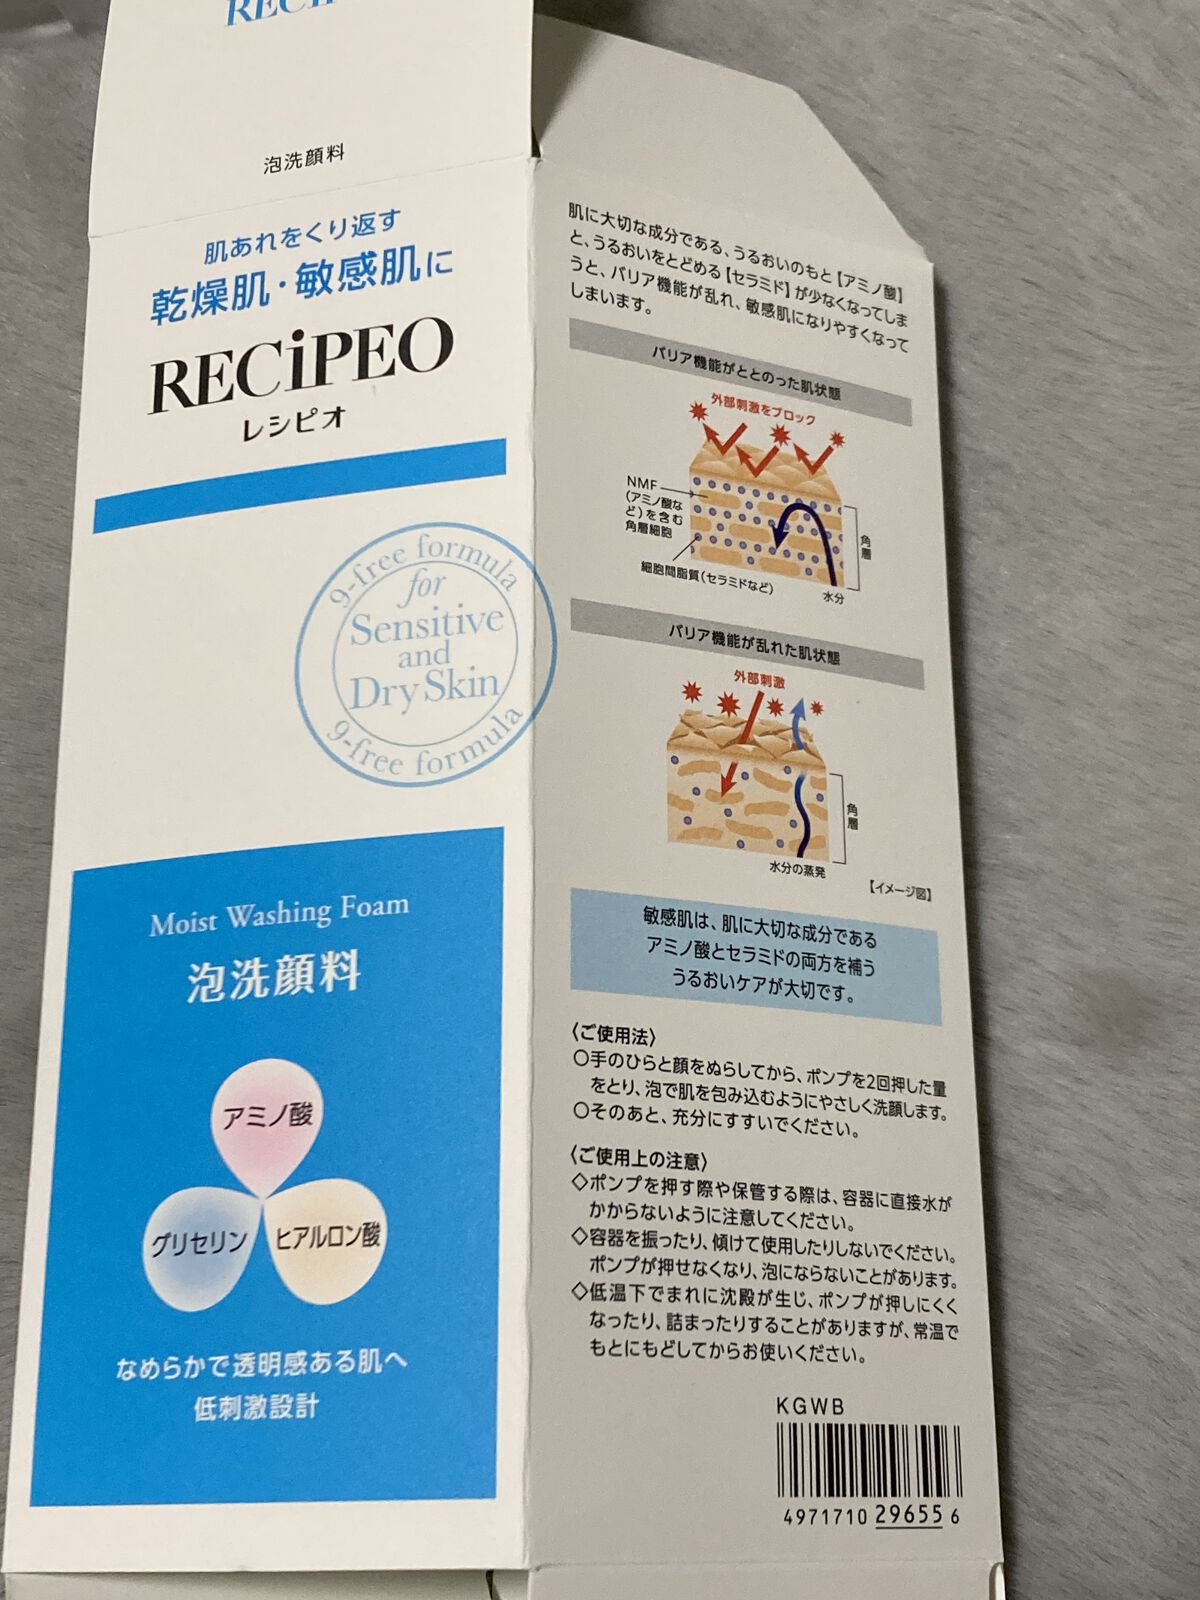 RECiP
泡洗顔料
肌あれをくり返す
乾燥肌・敏感肌に
RECiPEO
レシピオ
9-free formula
for
Sensitive
and
Dry Skin
9-free formula
Moist Washing Foam
泡洗顔料
アミノ酸
グリセリン
ヒアルロン酸
なめらかで透明感ある肌へ
低刺激設計
肌に大切な成分である、うるおいのもと【アミノ酸】
と、うるおいをとどめる【セラミド】が少なくなってしま
うと、バリア機能が乱れ、敏感肌になりやすくなって
しまいます。
バリア機能がととのった肌状態
外部刺激をブロック
NMF
(アミノ酸な
ど)を含む
角層細胞
細胞間脂質(セラミドなど)
水分
角層
バリア機能が乱れた肌状態
外部刺激
角層
水分の蒸発
【イメージ図】
敏感肌は、肌に大切な成分である
アミノ酸とセラミドの両方を補う
うるおいケアが大切です。
〈ご使用法〉
○手のひらと顔をぬらしてから、ポンプを2回押した量
をとり、泡で肌を包み込むようにやさしく洗顔します。
○そのあと、充分にすすいでください。
〈ご使用上の注意〉
◇ポンプを押す際や保管する際は、容器に直接水が
かからないように注意してください。
◇容器を振ったり、傾けて使用したりしないでください。
ポンプが押せなくなり、泡にならないことがあります。
◇低温下でまれに沈殿が生じ、ポンプが押しにくく
なったり、詰まったりすることがありますが、常温で
もとにもどしてからお使いください。
KGWB
4971710 29655 6